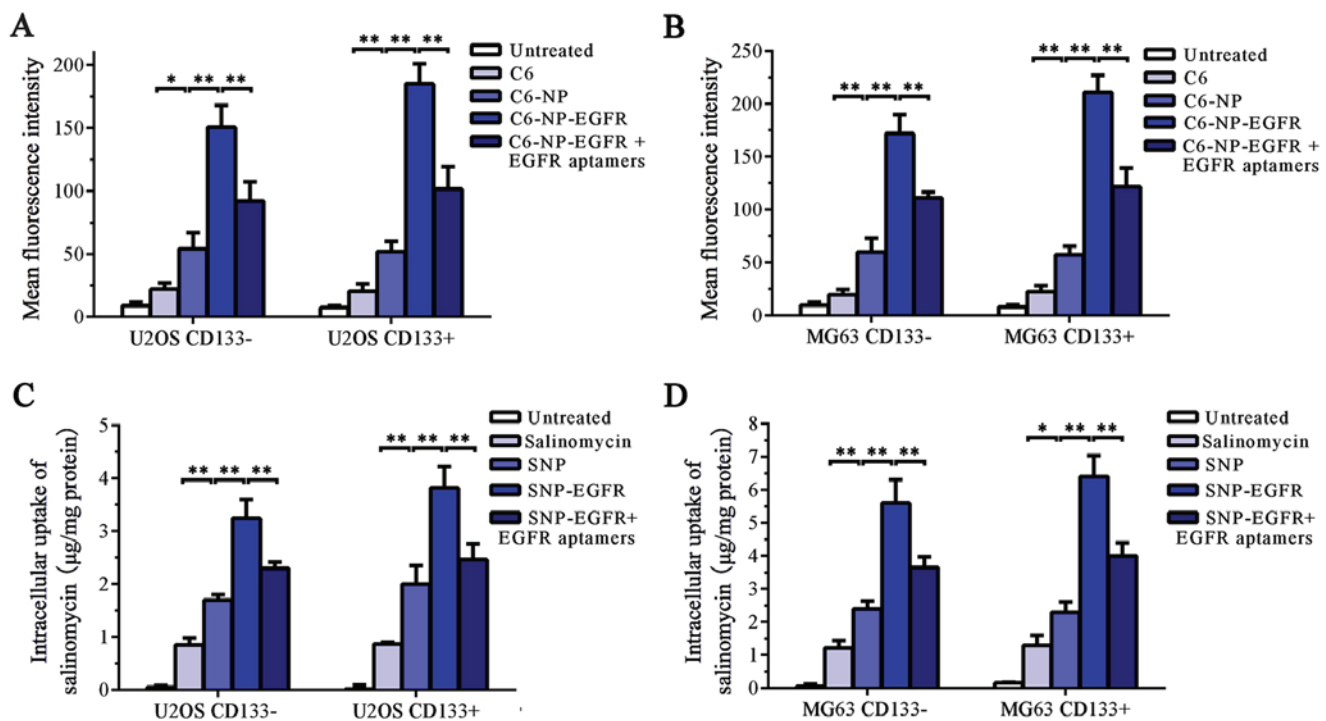 A
Mean fluorescence intensity
200
150
100
50
0
* ** **
** ** **
U2OS CD133-
U2OS CD133+
Untreated
C6
C6-NP
C6-NP-EGFR
C6-NP-EGFR +
EGFR aptamers
B
Mean fluorescence intensity
250
200
150
100
50
0
** ** **
** ** **
MG63 CD133-
MG63 CD133+
Untreated
C6
C6-NP
C6-NP-EGFR
C6-NP-EGFR +
EGFR aptamers
C
Intracellular uptake of
salinomycin (μg/mg protein)
5
4
3
2
1
0
** ** **
** ** **
U2OS CD133-
U2OS CD133+
Untreated
Salinomycin
SNP
SNP-EGFR
SNP-EGFR+
EGFR aptamers
D
Intracellular uptake of
salinomycin (μg/mg protein)
8
7
6
5
4
3
2
1
0
** ** **
* ** **
MG63 CD133-
MG63 CD133+
Untreated
Salinomycin
SNP
SNP-EGFR
SNP-EGFR+
EGFR aptamers